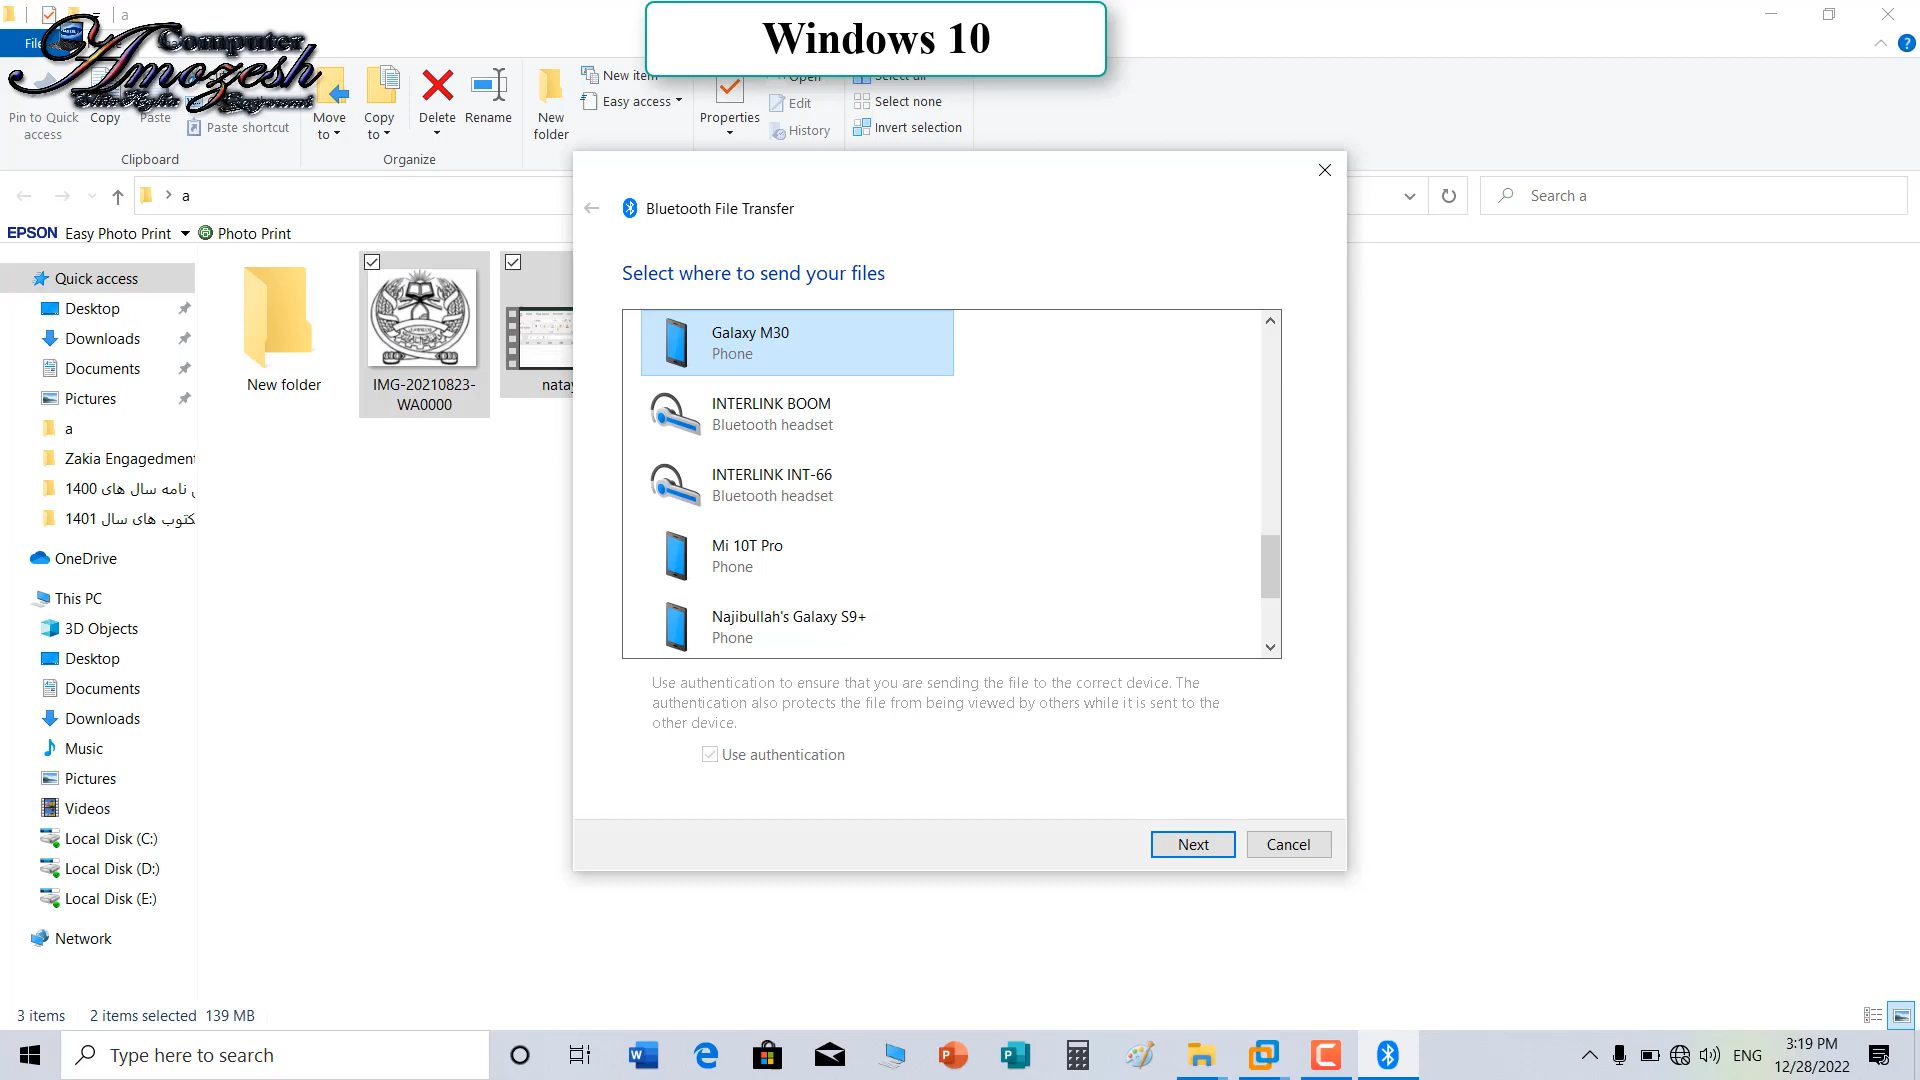 a
Windows 10
File
Computer
Amozesh
Pin to Quick access
Copy
Paste
Paste shortcut
Clipboard
Move to
Copy to
Delete
Rename
Organize
New folder
New item
Easy access
Properties
Open
Edit
History
Select all
Select none
Invert selection
a
Search a
EPSON Easy Photo Print
Photo Print
Quick access
Desktop
Downloads
Documents
Pictures
a
Zakia Engagedment
نامه سال های 1400
کتوب های سال 1401
OneDrive
This PC
3D Objects
Desktop
Documents
Downloads
Music
Pictures
Videos
Local Disk (C:)
Local Disk (D:)
Local Disk (E:)
Network
New folder
IMG-20210823-
WA0000
natay
Bluetooth File Transfer
Select where to send your files
Galaxy M30
Phone
INTERLINK BOOM
Bluetooth headset
INTERLINK INT-66
Bluetooth headset
Mi 10T Pro
Phone
Najibullah's Galaxy S9+
Phone
Use authentication to ensure that you are sending the file to the correct device. The
authentication also protects the file from being viewed by others while it is sent to the
other device.
Use authentication
Next
Cancel
3 items 2 items selected 139 MB
Type here to search
ENG
3:19 PM
12/28/2022